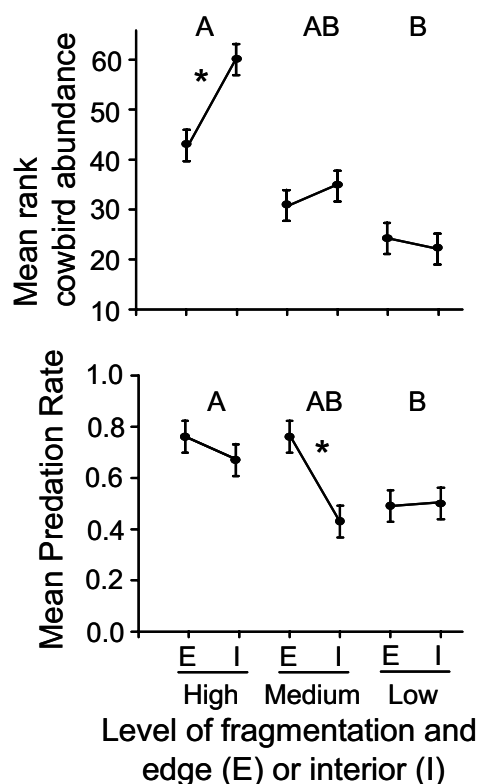 A AB B
Mean rank
cowbird abundance
60
50
40
30
20
10
*
Mean Predation Rate
1.0
0.8
0.6
0.4
0.2
0.0
A AB B
*
E I E I E I
High Medium Low
Level of fragmentation and
edge (E) or interior (I)